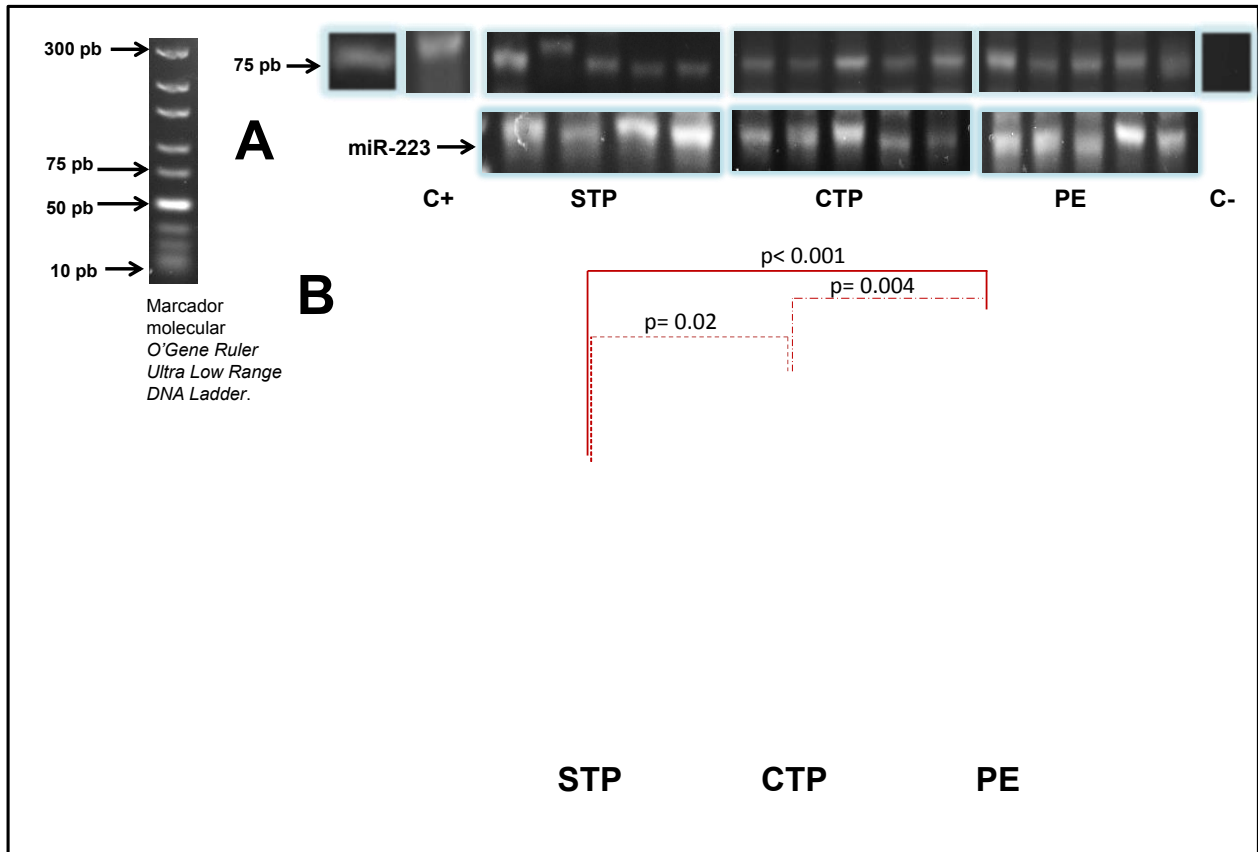 300 pb
75 pb
50 pb
10 pb
Marcador
molecular
O'Gene Ruler
Ultra Low Range
DNA Ladder.
75 pb
A
miR-223
C+ STP CTP PE C-
B
p< 0.001
p= 0.004
p= 0.02
STP CTP PE